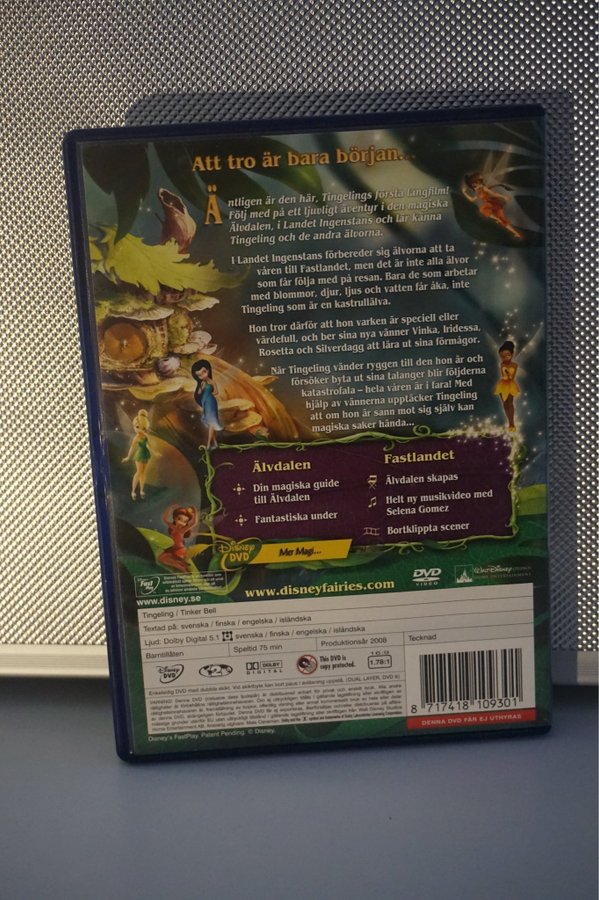 Att tro är bara början...
Äntligen är den här, Tingelings första långfilm!
Följ med på ett ljuvligt äventyr i den magiska
Älvdalen, i Landet Ingenstans och lär känna
Tingeling och de andra älvorna.
I Landet Ingenstans förbereder sig älvorna att ta
våren till Fastlandet, men det är inte alla älvor
som får följa med på resan. Bara de som arbetar
med blommor, djur, ljus och vatten får åka, inte
Tingeling som är en kastrullälva.
Hon tror därför att hon varken är speciell eller
värdefull, och ber sina nya vänner Vinka, Iridessa,
Rosetta och Silverdagg att lära ut sina förmågor.
När Tingeling vänder ryggen till den hon är och
försöker byta ut sina talanger blir följderna
katastrofala – hela våren är i fara! Med
hjälp av vännerna upptäcker Tingeling
att om hon är sann mot sig själv kan
magiska saker hända...
Älvdalen
Din magiska guide
till Älvdalen
Fantastiska under
Fastlandet
Älvdalen skapas
Helt ny musikvideo med
Selena Gomez
Bortklippta scener
Disney DVD
Mer Magi...
www.disney.se
www.disneyfairies.com
DVD VIDEO
WALT DISNEY STUDIOS
HOME ENTERTAINMENT
Tingeling / Tinker Bell
Textad på: svenska / finska / engelska / isländska
Ljud: Dolby Digital 5.1 svenska / finska / engelska / isländska
Barntillåten
Speltid 75 min
Produktionsår 2008
Tecknad
Disney DVD
DOLBY DIGITAL
This DVD is copy protected.
16:9
1.78:1
8 717418 109301
DENNA DVD FÅR EJ UTHYRAS
Disney's FastPlay. Patent Pending. © Disney.